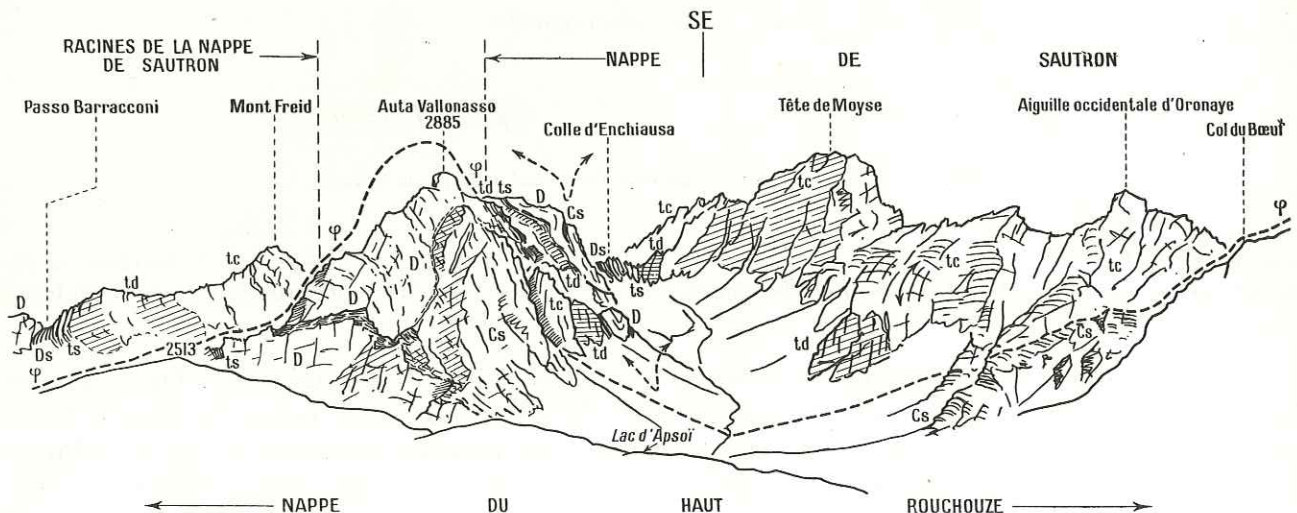 SE
RACINES DE LA NAPPE
DE SAUTRON
NAPPE DE SAUTRON
Passo Barracconi
Mont Freid
Auta Vallonasso
2885
Colle d'Enchiausa
Tête de Moyse
Aiguille occidentale d'Oronaye
Col du Bœuf
φ
td ts D
Cs
tc
tc
φ
φ
tc
D
Ds
td
ts
tc
tc
td
D
D
td
tc
D
Ds
ts
φ
2513
ts
D
Cs
td
td
Cs
Cs
Lac d'Apsoï
NAPPE DU HAUT ROUCHOUZE